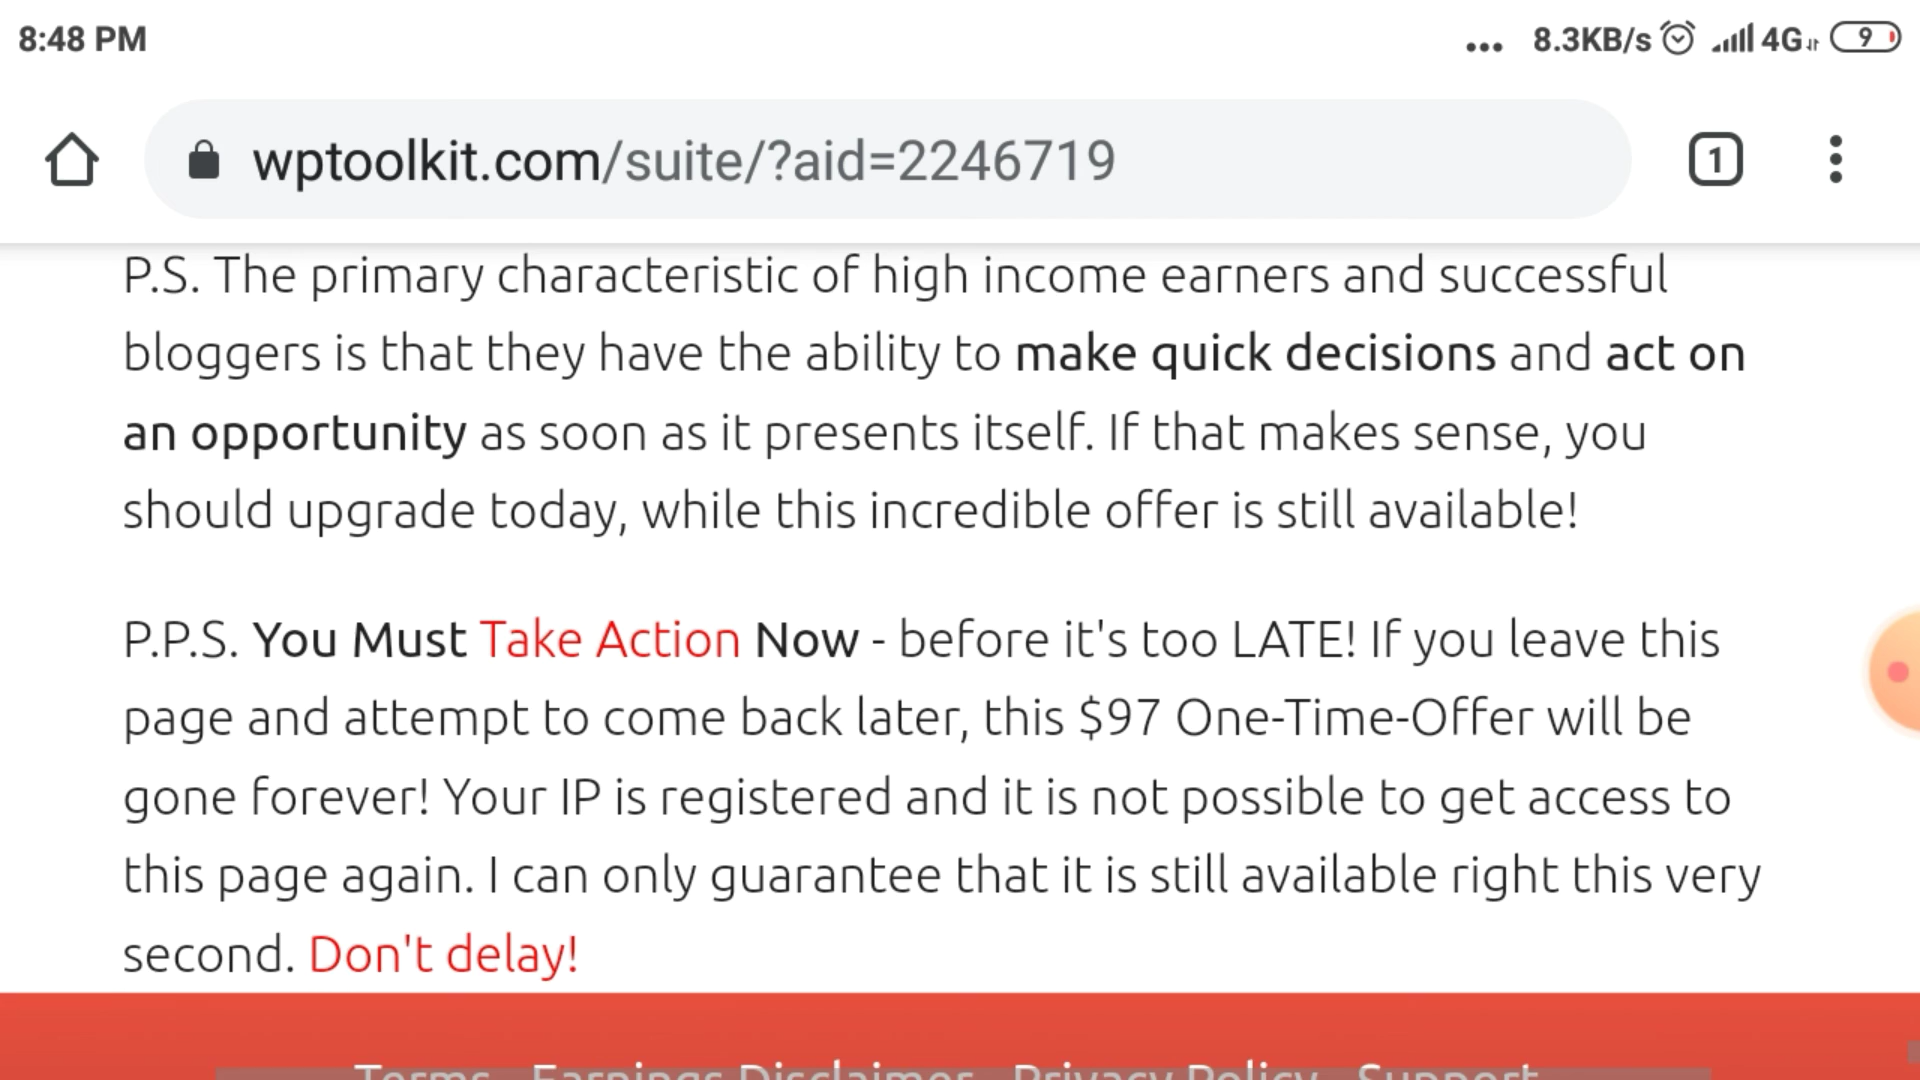 8:48 PM
... 8.3KB/s 4G 9
wptoolkit.com/suite/?aid=2246719
1
P.S. The primary characteristic of high income earners and successful
bloggers is that they have the ability to make quick decisions and act on
an opportunity as soon as it presents itself. If that makes sense, you
should upgrade today, while this incredible offer is still available!
P.P.S. You Must Take Action Now - before it's too LATE! If you leave this
page and attempt to come back later, this $97 One-Time-Offer will be
gone forever! Your IP is registered and it is not possible to get access to
this page again. I can only guarantee that it is still available right this very
second. Don't delay!
Terms Earnings Disclaimer Privacy Policy Support